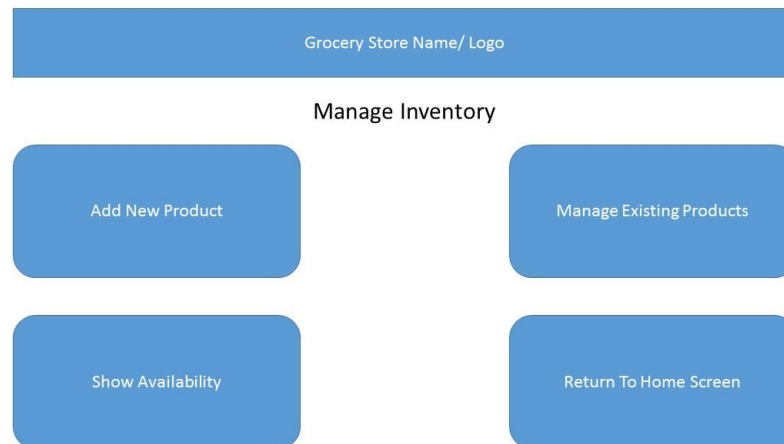 Grocery Store Name/ Logo
Manage Inventory
Add New Product
Manage Existing Products
Show Availability
Return To Home Screen